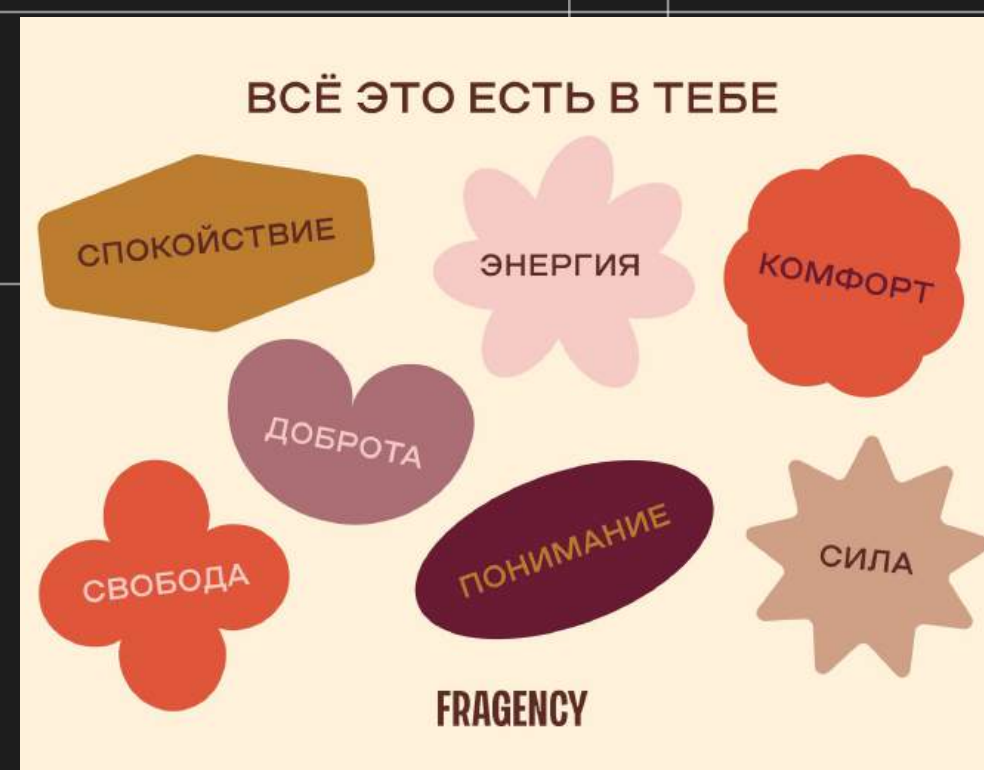 ВСЁ ЭТО ЕСТЬ В ТЕБЕ
СПОКОЙСТВИЕ
ЭНЕРГИЯ
КОМФОРТ
ДОБРОТА
СВОБОДА
ПОНИМАНИЕ
СИЛА
FRAGENCY